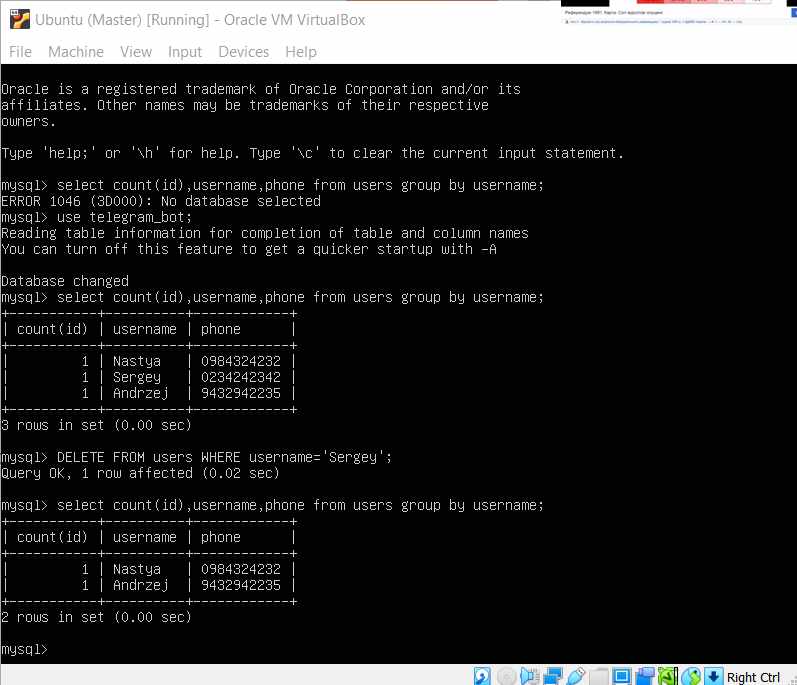 Ubuntu (Master) [Running] - Oracle VM VirtualBox
File Machine View Input Devices Help
Oracle is a registered trademark of Oracle Corporation and/or its
affiliates. Other names may be trademarks of their respective
owners.
Type 'help;' or '\h' for help. Type '\c' to clear the current input statement.
mysql> select count(id),username,phone from users group by username;
ERROR 1046 (3D000): No database selected
mysql> use telegram_bot;
Reading table information for completion of table and column names
You can turn off this feature to get a quicker startup with -A
Database changed
mysql> select count(id),username,phone from users group by username;
+-----------+----------+------------+
| count(id) | username | phone      |
+-----------+----------+------------+
|         1 | Nastya   | 0984324232 |
|         1 | Sergey   | 0234242342 |
|         1 | Andrzej  | 9432942235 |
+-----------+----------+------------+
3 rows in set (0.00 sec)
mysql> DELETE FROM users WHERE username='Sergey';
Query OK, 1 row affected (0.02 sec)
mysql> select count(id),username,phone from users group by username;
+-----------+----------+------------+
| count(id) | username | phone      |
+-----------+----------+------------+
|         1 | Nastya   | 0984324232 |
|         1 | Andrzej  | 9432942235 |
+-----------+----------+------------+
2 rows in set (0.00 sec)
mysql>
Right Ctrl